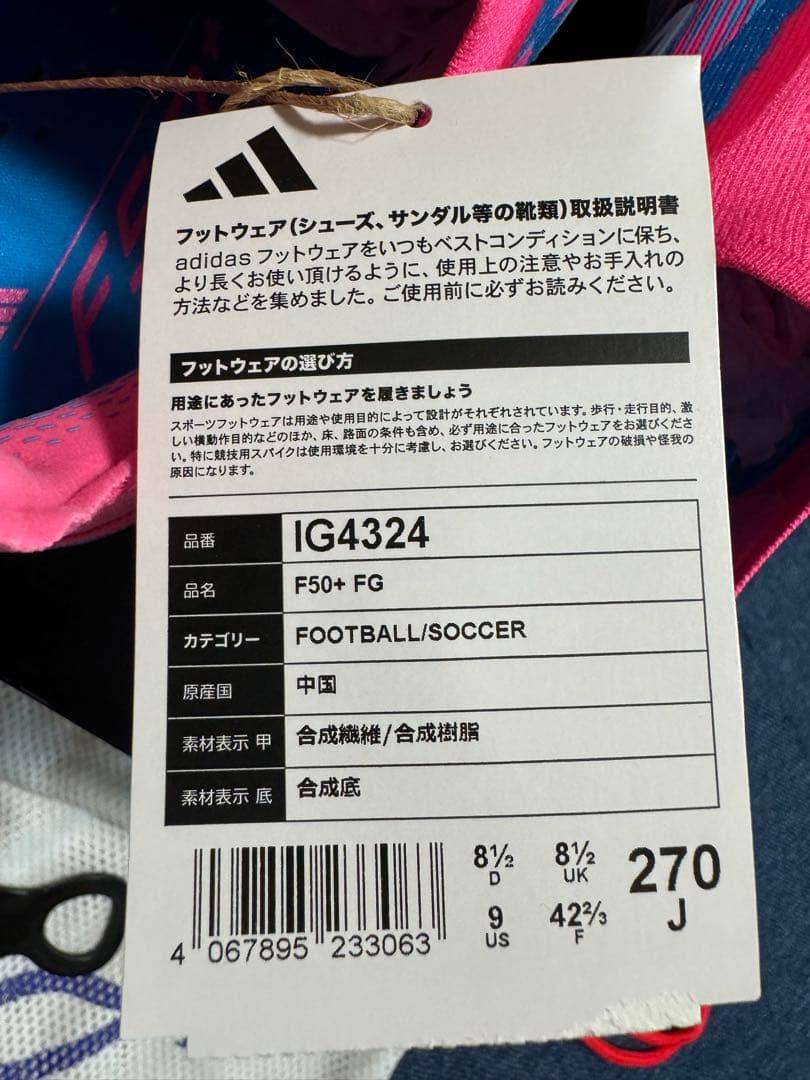 フットウェア(シューズ、サンダル等の靴類)取扱説明書
adidas フットウェアをいつもベストコンディションに保ち、
より長くお使い頂けるように、使用上の注意やお手入れの
方法などを集めました。ご使用前に必ずお読みください。
フットウェアの選び方
用途にあったフットウェアを履きましょう
スポーツフットウェアは用途や使用目的によって設計がそれぞれされています。歩行・走行目的、激
しい横動作目的などのほか、床、路面の条件も含め、必ず用途に合ったフットウェアをお選びくださ
い。特に競技用スパイクは使用環境を十分に考慮し、お選びください。フットウェアの破損や怪我の
原因になります。
品番 IG4324
品名 F50+ FG
カテゴリー FOOTBALL/SOCCER
原産国 中国
素材表示 甲 合成繊維/合成樹脂
素材表示 底 合成底
8½ 8½ 270
D UK J
9 42⅔
US F
4 067895 233063